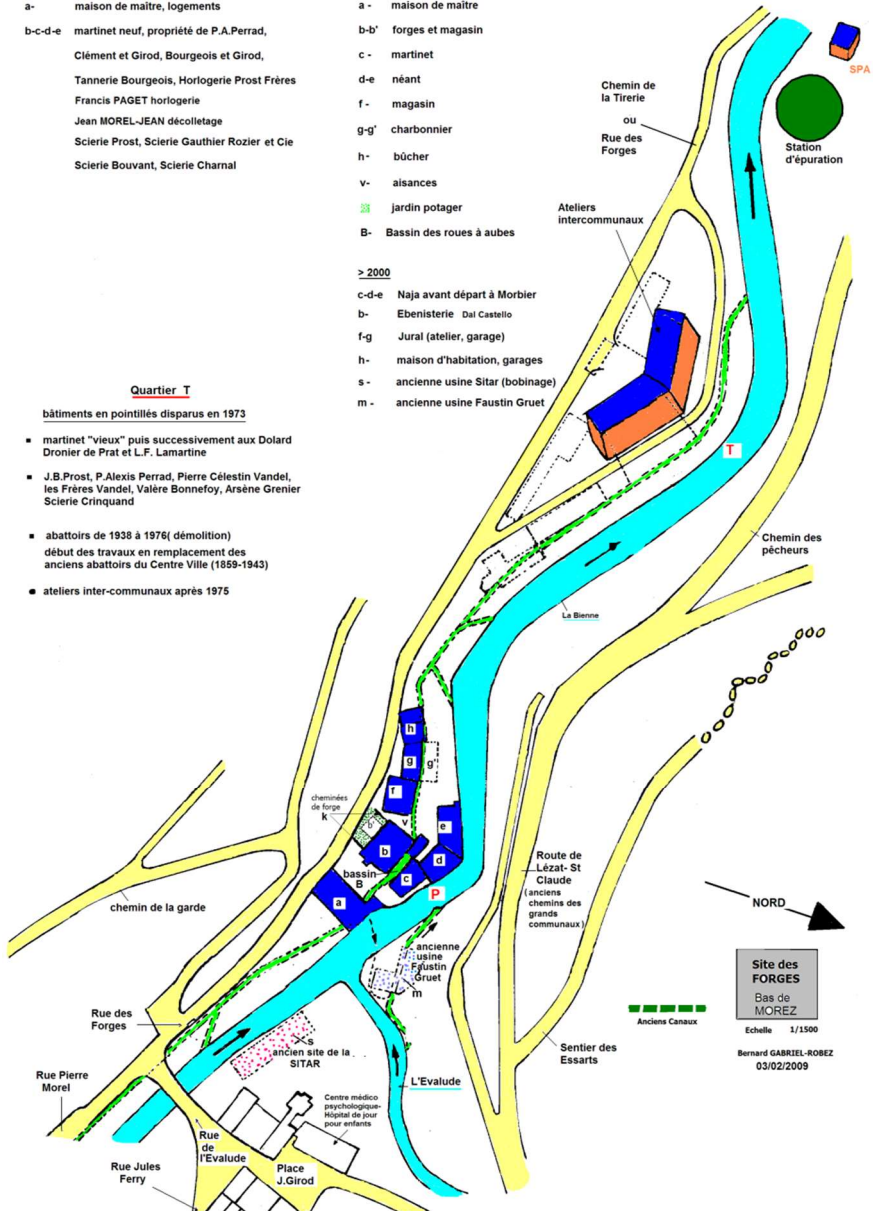 a- maison de maître, logements
b-c-d-e martinet neuf, propriété de P.A.Perrad,
Clément et Girod, Bourgeois et Girod,
Tannerie Bourgeois, Horlogerie Prost Frères
Francis PAGET horlogerie
Jean MOREL-JEAN décolletage
Scierie Prost, Scierie Gauthier Rozier et Cie
Scierie Bouvant, Scierie Charnal
a - maison de maître
b-b' forges et magasin
c - martinet
d-e néant
f - magasin
g-g' charbonnier
h- bûcher
v- aisances
jardin potager
B- Bassin des roues à aubes
> 2000
c-d-e Naja avant départ à Morbier
b- Ebenisterie Dal Castello
f-g Jural (atelier, garage)
h- maison d'habitation, garages
s - ancienne usine Sitar (bobinage)
m - ancienne usine Faustin Gruet
Quartier T
bâtiments en pointillés disparus en 1973
martinet "vieux" puis successivement aux Dolard
Dronier de Prat et L.F. Lamartine
J.B.Prost, P.Alexis Perrad, Pierre Célestin Vandel,
les Frères Vandel, Valère Bonnefoy, Arsène Grenier
Scierie Crinquand
abattoirs de 1938 à 1976( démolition)
début des travaux en remplacement des
anciens abattoirs du Centre Ville (1859-1943)
ateliers inter-communaux après 1975
SPA
Station
d'épuration
Chemin de
la Tirerie
ou
Rue des
Forges
Ateliers
intercommunaux
T
Chemin des
pêcheurs
La Bienne
h
g
g'
f
cheminées
de forge
k
b'
v
e
b
d
bassin
B
c
a
P
chemin de la garde
Route de
Lézat- St
Claude
( anciens
chemins des
grands
communaux )
NORD
ancienne
usine
Faustin
Gruet
m
Rue des
Forges
s
ancien site de la
SITAR
Rue Pierre
Morel
L'Evalude
Sentier des
Essarts
Centre médico
psychologique-
Hôpital de jour
pour enfants
Rue
de
l'Evalude
Place
J.Girod
Rue Jules
Ferry
Anciens Canaux
Site des
FORGES
Bas de
MOREZ
Echelle 1/1500
Bernard GABRIEL-ROBEZ
03/02/2009